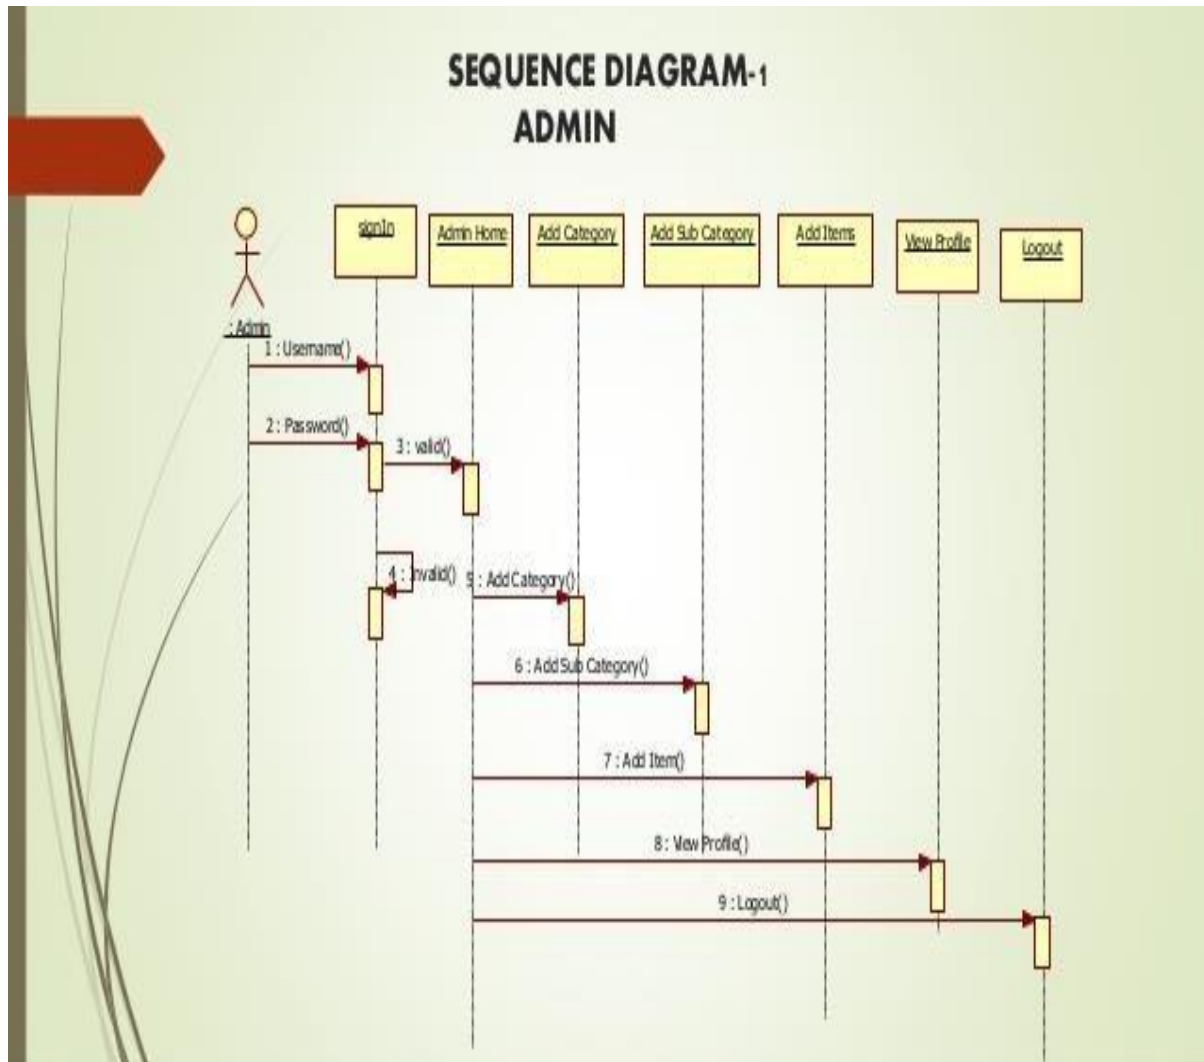 SEQUENCE DIAGRAM-1
ADMIN
signIn
Admin Home
Add Category
Add Sub Category
Add Items
View Profile
Logout
: Admin
1 : Username()
2 : Password()
3 : valid()
4 : Invalid()
5 : Add Category()
6 : Add Sub Category()
7 : Add Item()
8 : View Profile()
9 : Logout()